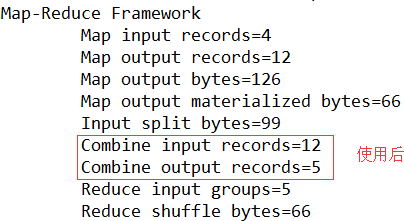 Map-Reduce Framework
Map input records=4
Map output records=12
Map output bytes=126
Map output materialized bytes=66
Input split bytes=99
Combine input records=12
Combine output records=5
使用后
Reduce input groups=5
Reduce shuffle bytes=66